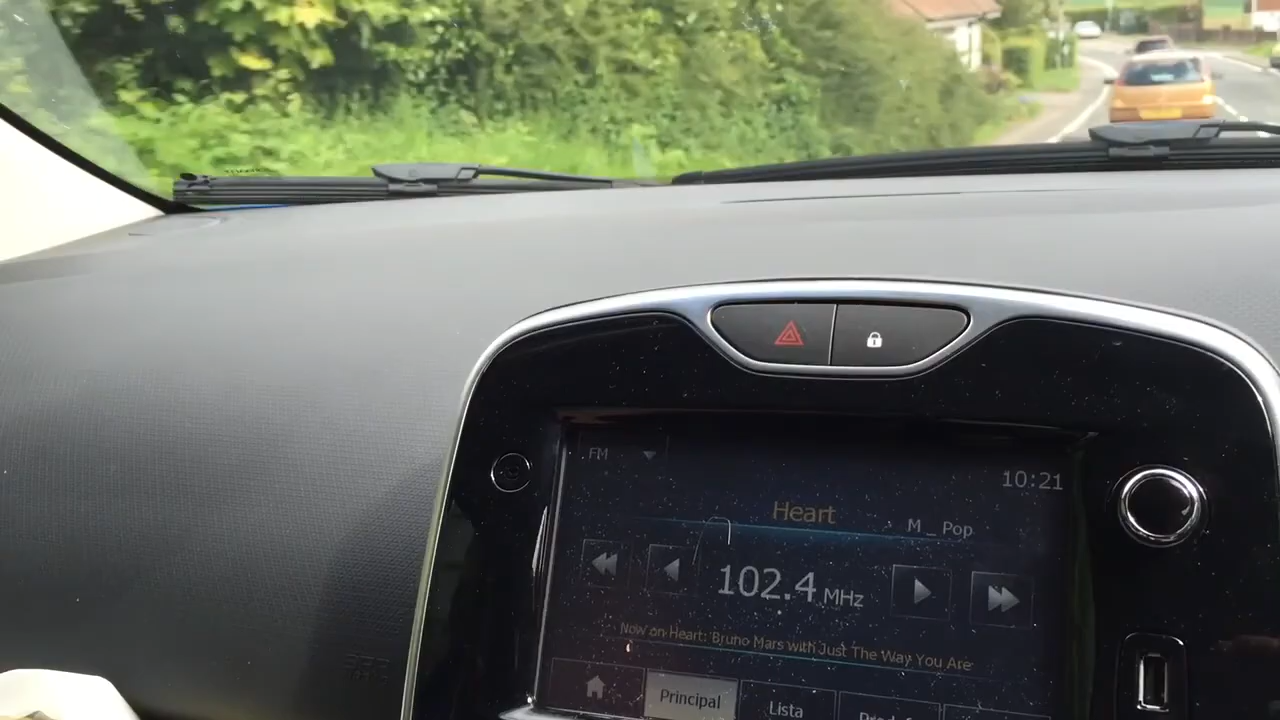 FM
10:21
Heart
M _ Pop
102.4 MHz
Now on Heart: Bruno Mars with Just The Way You Are
Principal
Lista